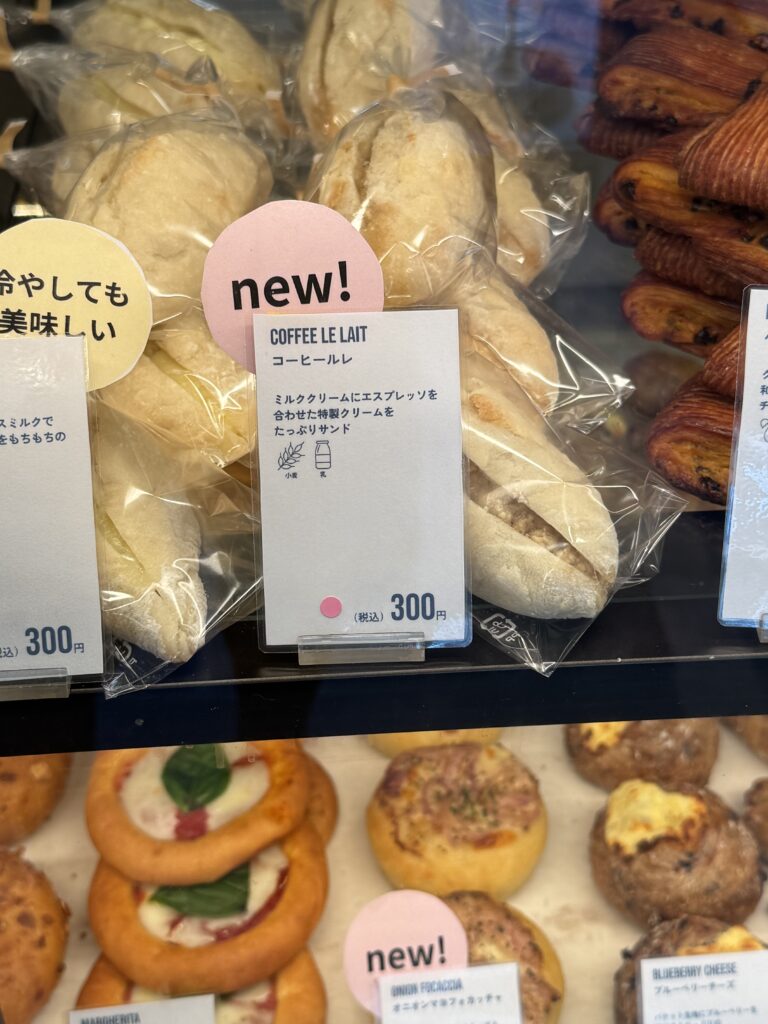 冷やしても
美味しい
new!
スミルクで
をもちもちの
300円
COFFEE LE LAIT
コーヒールレ
ミルククリームにエスプレッソを
合わせた特製クリームを
たっぷりサンド
小麦 乳
(税込) 300円
new!
MARGHERITA
ONION FOCACCIA
オニオンマヨフォカッチャ
BLUEBERRY CHEESE
ブルーベリーチーズ